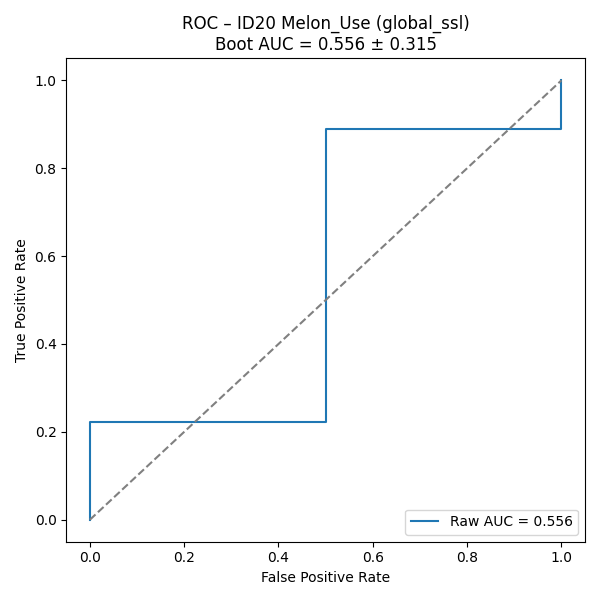 ROC – ID20 Melon_Use (global_ssl)
Boot AUC = 0.556 ± 0.315
True Positive Rate
1.0
0.8
0.6
0.4
0.2
0.0
Raw AUC = 0.556
0.0 0.2 0.4 0.6 0.8 1.0
False Positive Rate